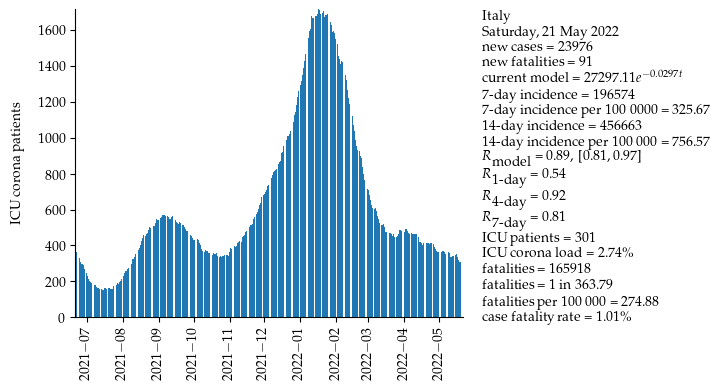 ICU corona patients
1600
1400
1200
1000
800
600
400
200
0
2021−07
2021−08
2021−09
2021−10
2021−11
2021−12
2022−01
2022−02
2022−03
2022−04
2022−05
Italy
Saturday, 21 May 2022
new cases = 23976
new fatalities = 91
current model = 27297.11e^−0.0297t
7-day incidence = 196574
7-day incidence per 100 0000 = 325.67
14-day incidence = 456663
14-day incidence per 100 000 = 756.57
R_model = 0.89, [0.81, 0.97]
R_1-day = 0.54
R_4-day = 0.92
R_7-day = 0.81
ICU patients = 301
ICU corona load = 2.74%
fatalities = 165918
fatalities = 1 in 363.79
fatalities per 100 000 = 274.88
case fatality rate = 1.01%